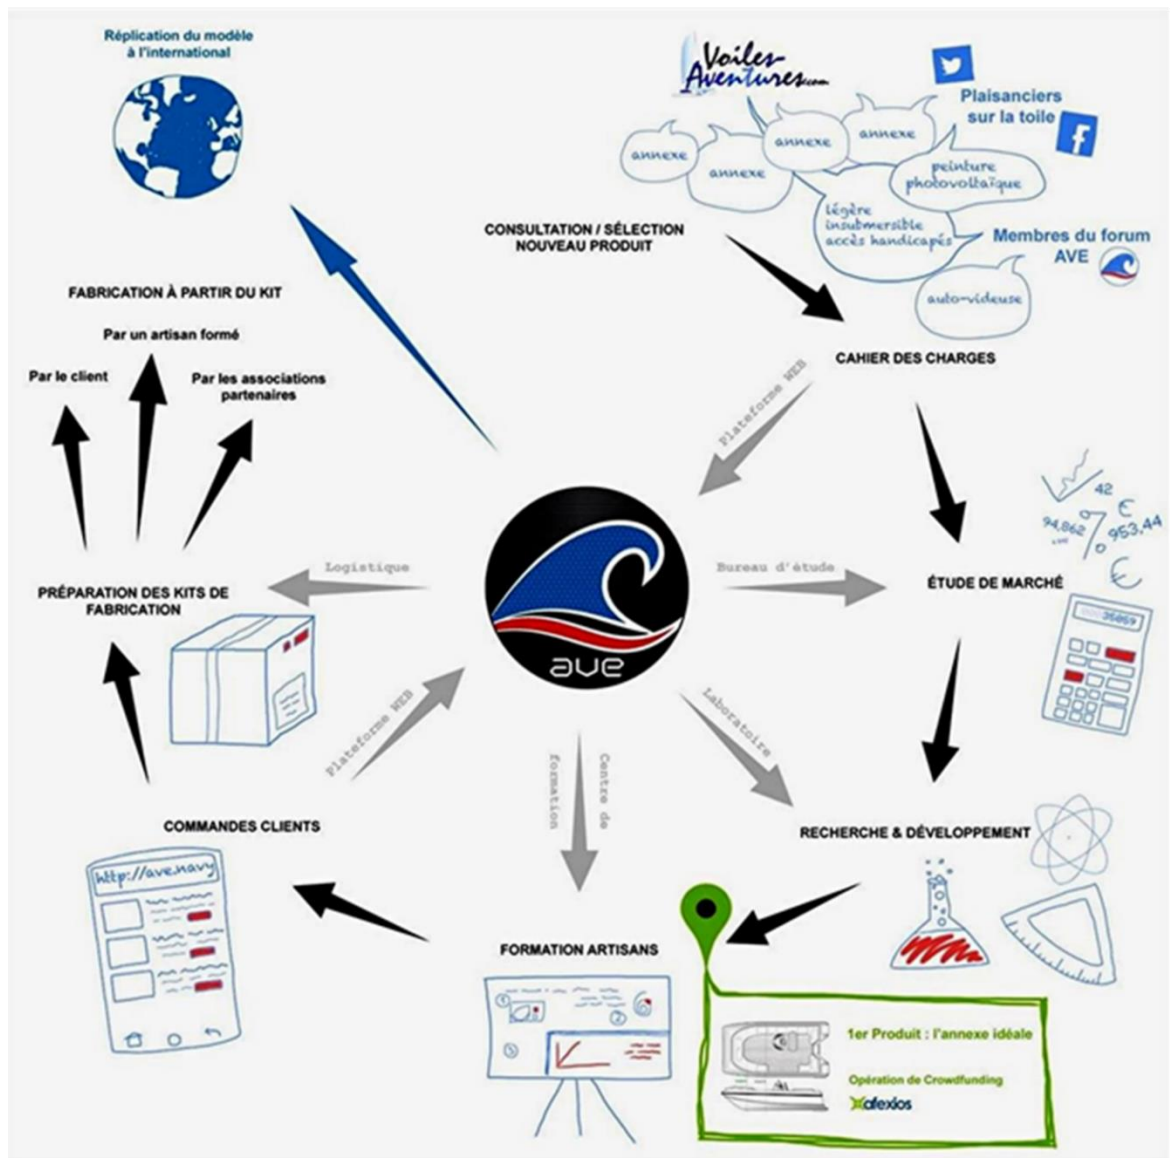 Réplication du modèle
à l'international
Voiles-
Aventures.com
Plaisanciers
sur la toile
annexe
annexe
annexe
annexe
peinture
photovoltaïque
légère
insubmersible
accès handicapés
Membres du forum
AVE
auto-videuse
CONSULTATION / SÉLECTION
NOUVEAU PRODUIT
CAHIER DES CHARGES
FABRICATION À PARTIR DU KIT
Par un artisan formé
Par le client
Par les associations
partenaires
Plateforme WEB
42
€
94,862
%
953,44
€
Logistique
Bureau d'étude
ÉTUDE DE MARCHÉ
PRÉPARATION DES KITS DE
FABRICATION
ave
35859
Plateforme WEB
Laboratoire
Centre de
formation
COMMANDES CLIENTS
RECHERCHE & DÉVELOPPEMENT
http://ave.navy
FORMATION ARTISANS
1
2
3
1er Produit : l'annexe idéale
Opération de Crowdfunding
afexios